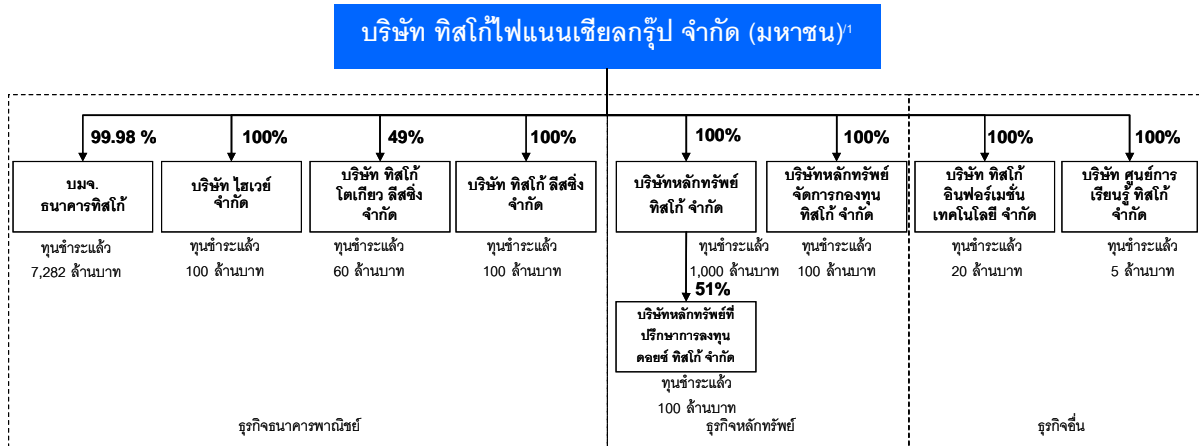 บริษัท ทิสโก้ไฟแนนเชียลกรุ๊ป จำกัด (มหาชน)/1
99.98 %
100%
49%
100%
100%
100%
100%
100%
บมจ.
ธนาคารทิสโก้
ทุนชำระแล้ว
7,282 ล้านบาท
บริษัท ไฮเวย์
จำกัด
ทุนชำระแล้ว
100 ล้านบาท
บริษัท ทิสโก้
โตเกียว ลีสซิ่ง
จำกัด
ทุนชำระแล้ว
60 ล้านบาท
บริษัท ทิสโก้ ลีสซิ่ง
จำกัด
ทุนชำระแล้ว
100 ล้านบาท
บริษัทหลักทรัพย์
ทิสโก้ จำกัด
ทุนชำระแล้ว
1,000 ล้านบาท
51%
บริษัทหลักทรัพย์ที่
ปรึกษาการลงทุน
ดอยซ์ ทิสโก้ จำกัด
ทุนชำระแล้ว
100 ล้านบาท
บริษัทหลักทรัพย์
จัดการกองทุน
ทิสโก้ จำกัด
ทุนชำระแล้ว
100 ล้านบาท
บริษัท ทิสโก้
อินฟอร์เมชั่น
เทคโนโลยี จำกัด
ทุนชำระแล้ว
20 ล้านบาท
บริษัท ศูนย์การ
เรียนรู้ ทิสโก้
จำกัด
ทุนชำระแล้ว
5 ล้านบาท
ธุรกิจธนาคารพาณิชย์
ธุรกิจหลักทรัพย์
ธุรกิจอื่น